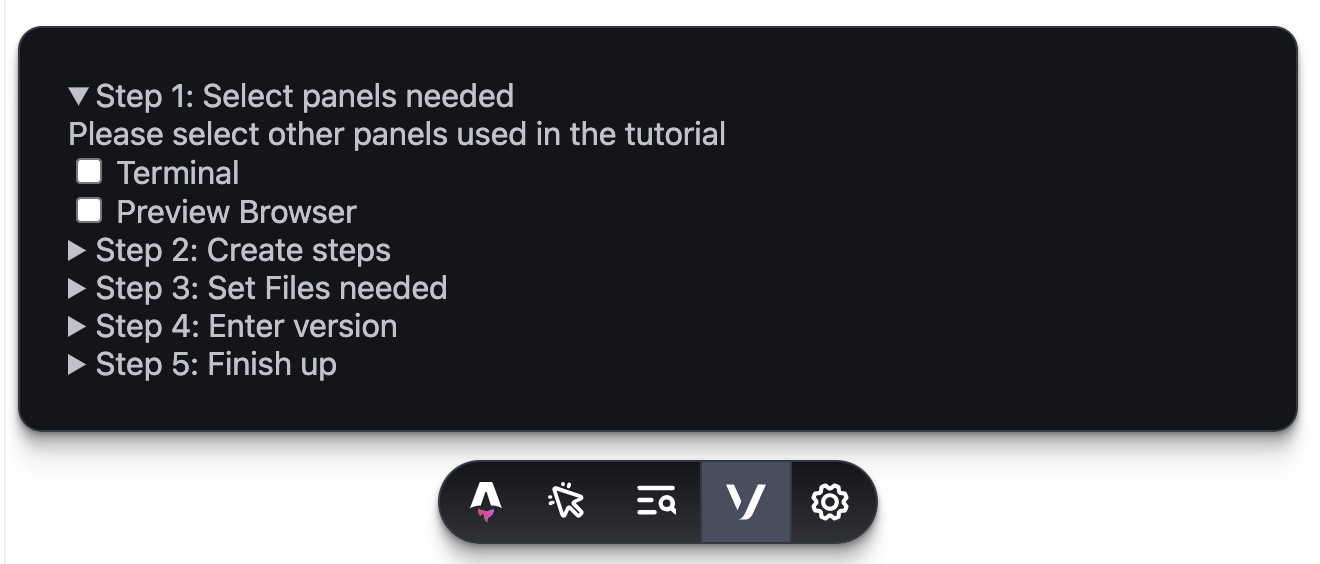 Step 1: Select panels needed
Please select other panels used in the tutorial
Terminal
Preview Browser
Step 2: Create steps
Step 3: Set Files needed
Step 4: Enter version
Step 5: Finish up